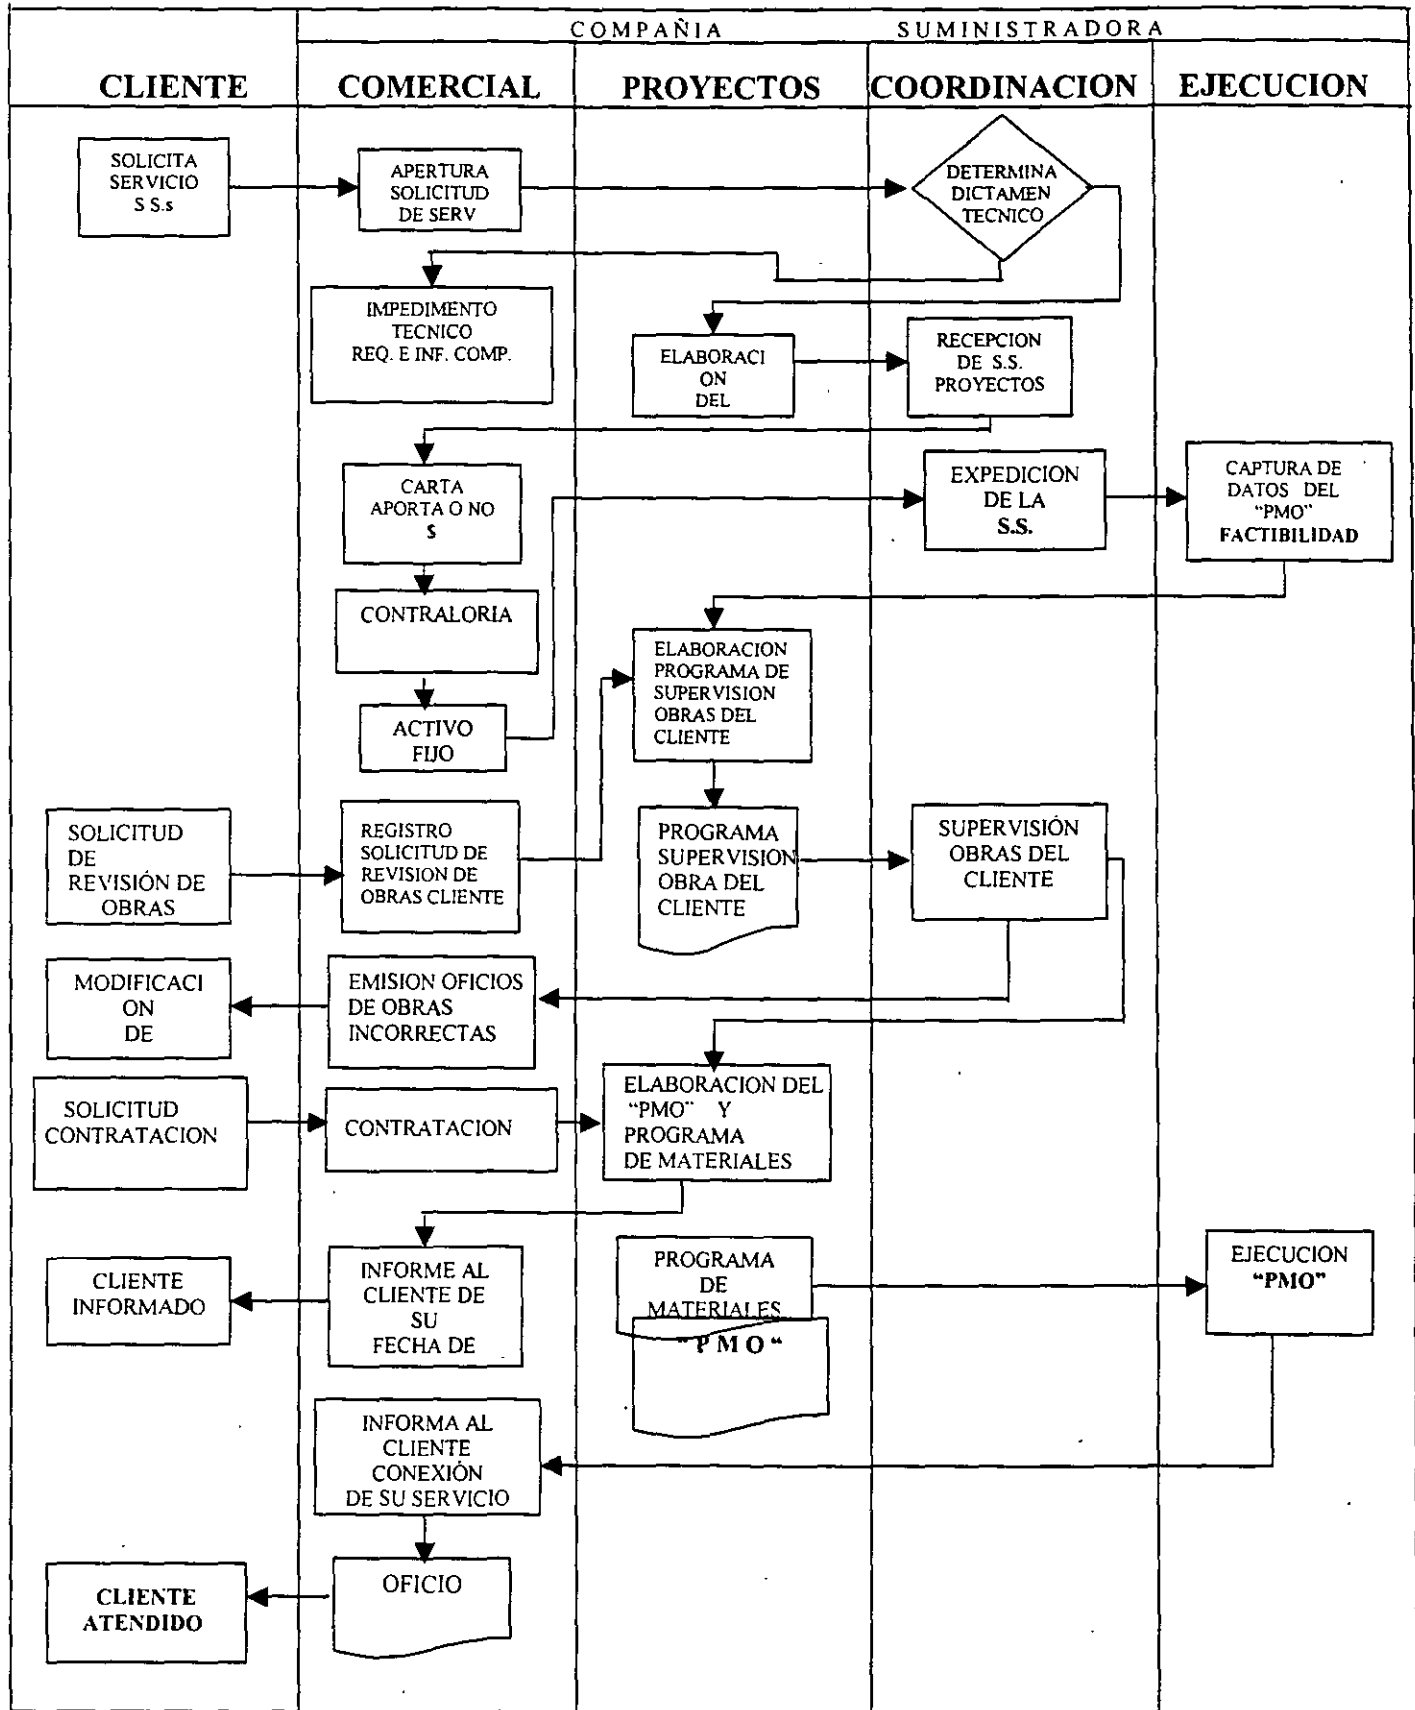 COMPAÑIA SUMINISTRADORA
CLIENTE COMERCIAL PROYECTOS COORDINACION EJECUCION
SOLICITA
SERVICIO
S S.s
APERTURA
SOLICITUD
DE SERV
DETERMINA
DICTAMEN
TECNICO
IMPEDIMENTO
TECNICO
REQ. E INF. COMP.
ELABORACI
ON
DEL
RECEPCION
DE S.S.
PROYECTOS
CARTA
APORTA O NO
$
EXPEDICION
DE LA
S.S.
CAPTURA DE
DATOS DEL
"PMO"
FACTIBILIDAD
CONTRALORIA
ELABORACION
PROGRAMA DE
SUPERVISION
OBRAS DEL
CLIENTE
ACTIVO
FIJO
SOLICITUD
DE
REVISIÓN DE
OBRAS
REGISTRO
SOLICITUD DE
REVISION DE
OBRAS CLIENTE
PROGRAMA
SUPERVISION
OBRA DEL
CLIENTE
SUPERVISIÓN
OBRAS DEL
CLIENTE
MODIFICACI
ON
DE
EMISION OFICIOS
DE OBRAS
INCORRECTAS
SOLICITUD
CONTRATACION
CONTRATACION
ELABORACION DEL
"PMO" Y
PROGRAMA
DE MATERIALES
CLIENTE
INFORMADO
INFORME AL
CLIENTE DE
SU
FECHA DE
PROGRAMA
DE
MATERIALES
"P M O"
EJECUCION
"PMO"
INFORMA AL
CLIENTE
CONEXIÓN
DE SU SERVICIO
CLIENTE
ATENDIDO
OFICIO